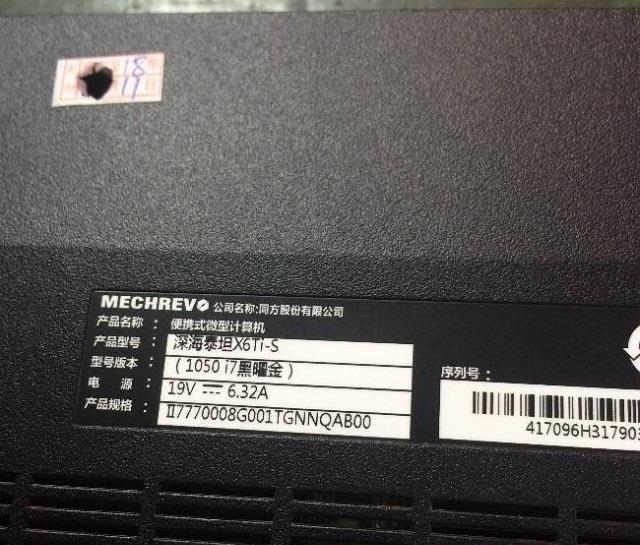 18
11
MECHREVO 公司名称:同方股份有限公司
产品名称： 便携式微型计算机
产品型号： 深海泰坦X6Ti-S
型号版本： （1050 i7黑曜金）
电 源： 19V 6.32A
产品规格： II7770008G001TGNNQAB00
序列号：
417096H317903